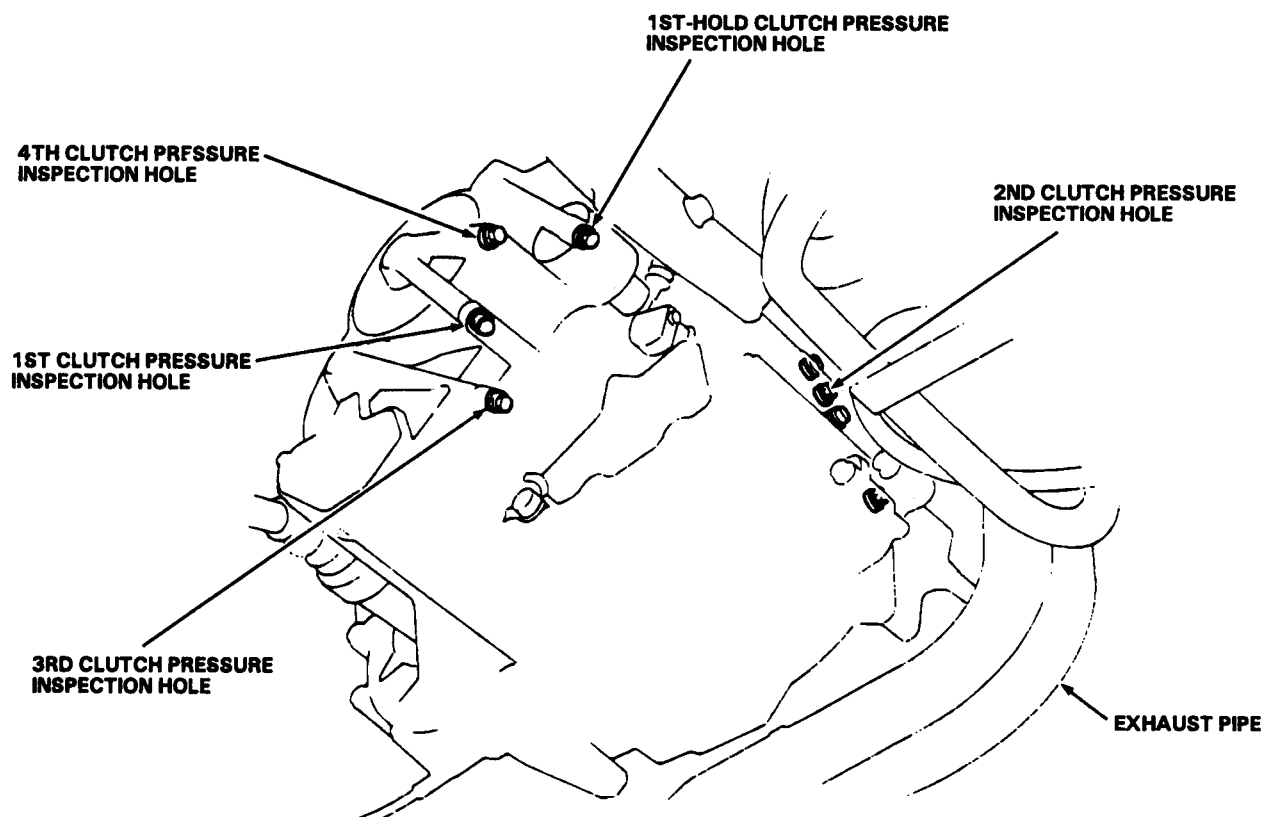 1ST-HOLD CLUTCH PRESSURE
INSPECTION HOLE
4TH CLUTCH PRESSURE
INSPECTION HOLE
2ND CLUTCH PRESSURE
INSPECTION HOLE
1ST CLUTCH PRESSURE
INSPECTION HOLE
3RD CLUTCH PRESSURE
INSPECTION HOLE
EXHAUST PIPE